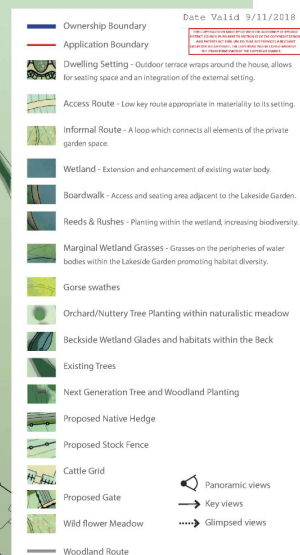 Date Valid 9/11/2018
Ownership Boundary
Application Boundary
Dwelling Setting - Outdoor terrace wraps around the house, allows
for seating space and an integration of the external setting.
Access Route - Low key route appropriate in materiality to its setting.
Informal Route - A loop which connects all elements of the private
garden space.
Wetland - Extension and enhancement of existing water body.
Boardwalk - Access and seating area adjacent to the Lakeside Garden.
Reeds & Rushes - Planting within the wetland, increasing biodiversity.
Marginal Wetland Grasses - Grasses on the peripheries of water
bodies within the Lakeside Garden promoting habitat diversity.
Gorse swathes
Orchard/Nuttery Tree Planting within naturalistic meadow
Beckside Wetland Glades and habitats within the Beck
Existing Trees
Next Generation Tree and Woodland Planting
Proposed Native Hedge
Proposed Stock Fence
Cattle Grid
Proposed Gate
Wild flower Meadow
Woodland Route
Panoramic views
Key views
Glimpsed views